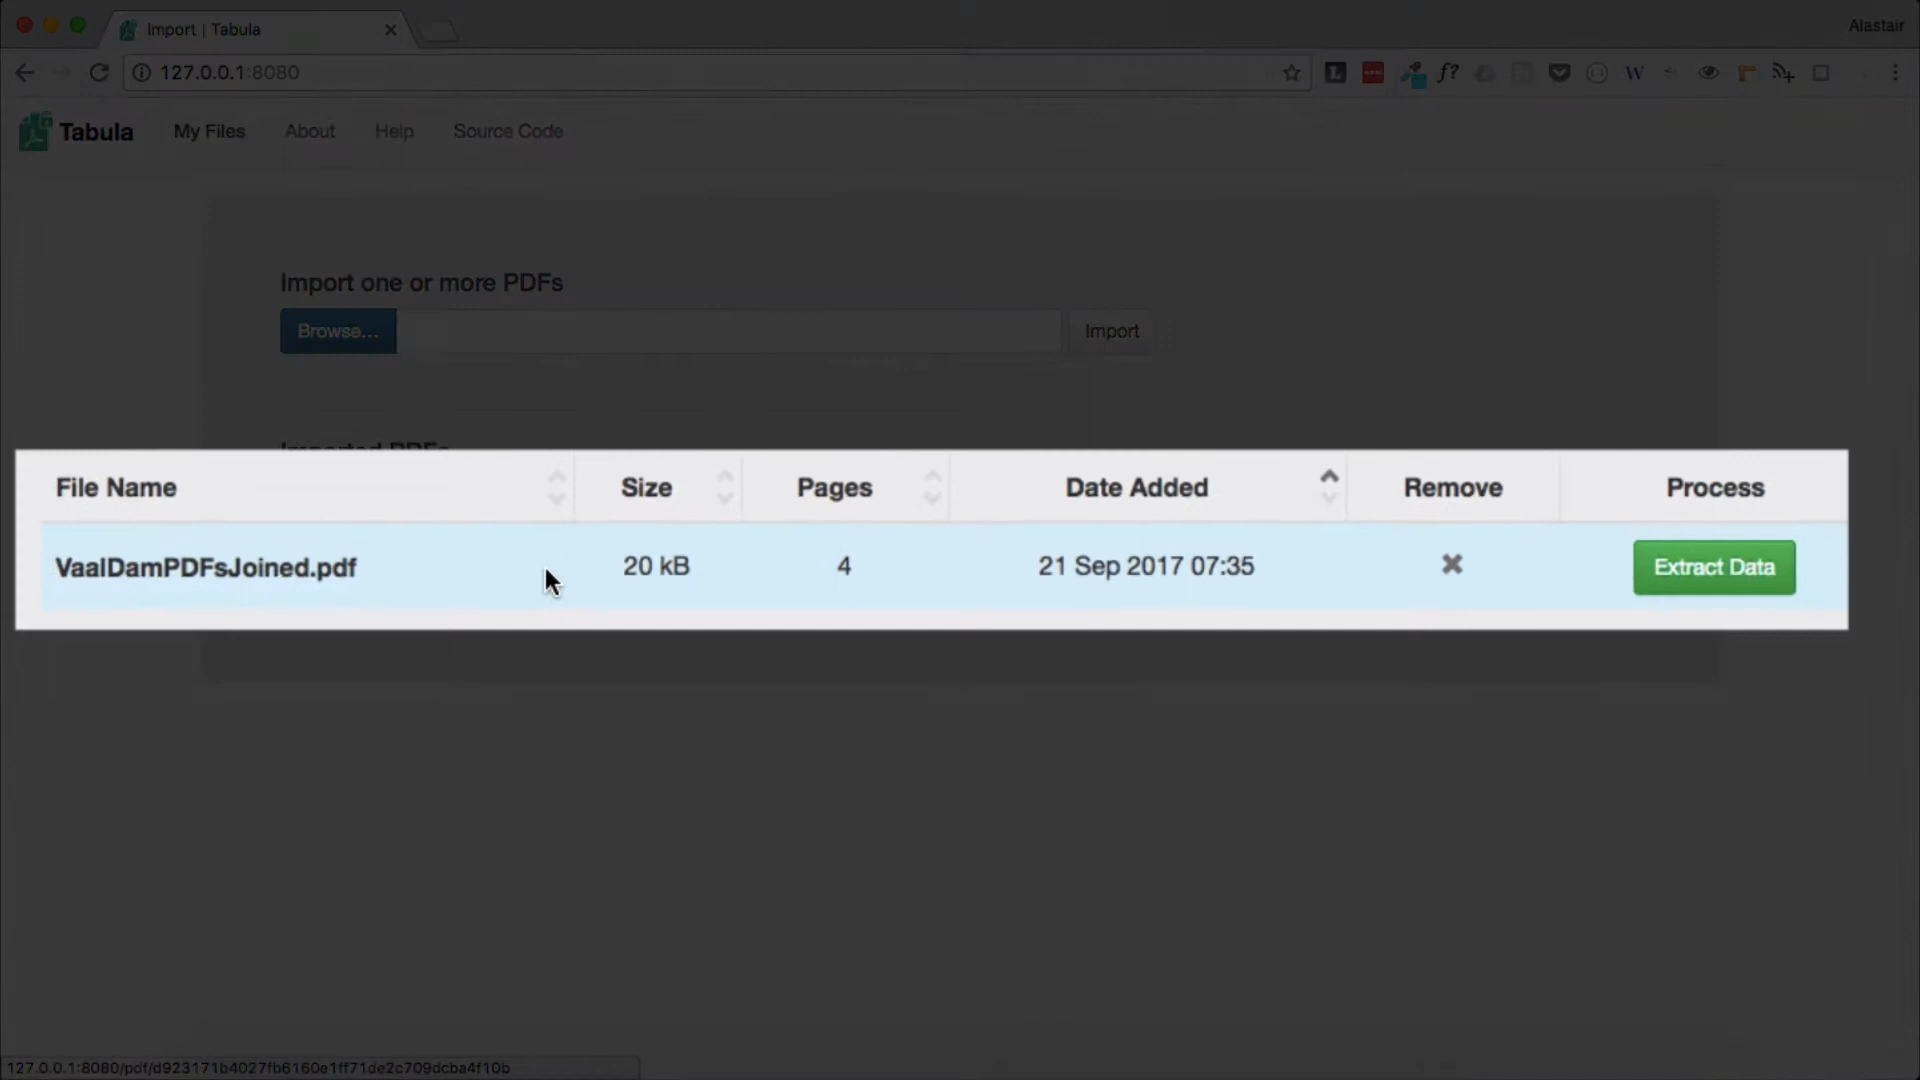 Import | Tabula
Alastair
127.0.0.1:8080
Tabula My Files About Help Source Code
Import one or more PDFs
Browse... Import
Imported PDFs
File Name Size Pages Date Added Remove Process
VaalDamPDFsJoined.pdf 20 kB 4 21 Sep 2017 07:35 Extract Data
127.0.0.1:8080/pdf/d923171b4027fb6160e1ff71de2c709dcba4f10b